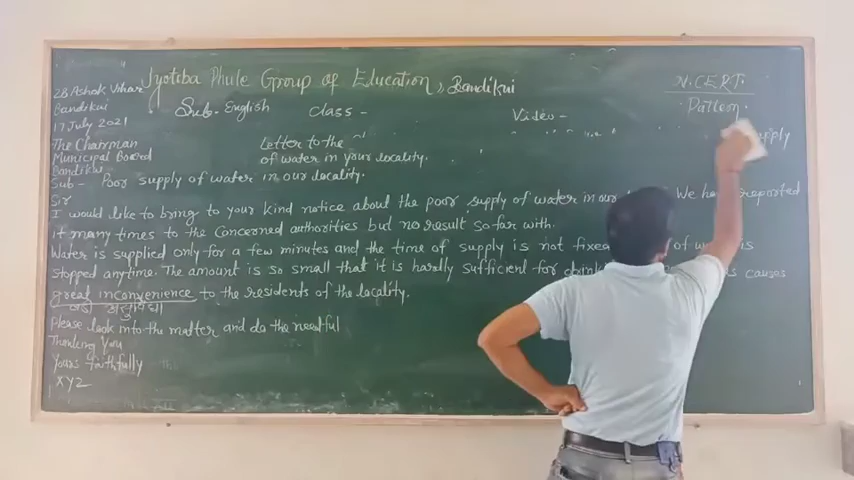 Jyotiba Phule Group of Education, Bandikui
N.CERT.
Pattern.
Sub- English Class - Video -
28 Ashok Vihar
Bandikui
17 July 2021
The Chairman
Municipal Board
Bandikui
Letter to the
supply
of water in your locality.
Sub - Poor supply of water in our locality.
Sir
I would like to bring to your kind notice about the poor supply of water in our We have reported
it many times to the Concerned authorities but no result so far with.
Water is supplied only for a few minutes and the time of supply is not fixed of is
stopped anytime. The amount is so small that it is hardly sufficient for causes
great inconvenience to the residents of the locality.
Please look into the matter and do the needful
Thanking You
Yours faithfully
XYZ